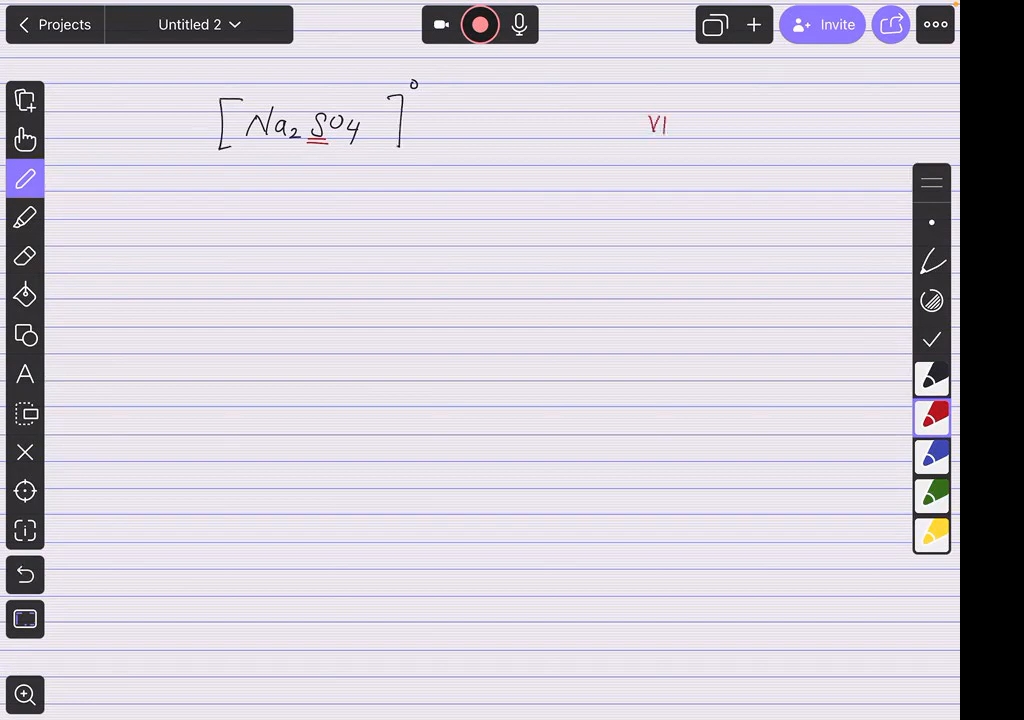 Projects Untitled 2 Invite
[Na₂SO₄]⁰ VI
A